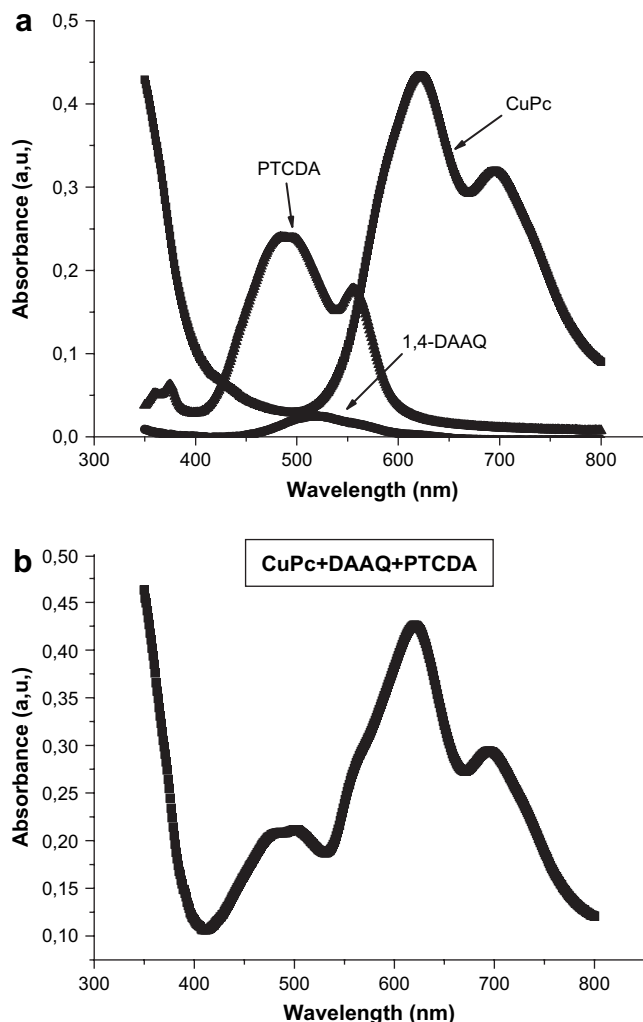 a
0,5
0,4
0,3
0,2
0,1
0,0
Absorbance (a,u,)
CuPc
PTCDA
1,4-DAAQ
300 400 500 600 700 800
Wavelength (nm)
b
CuPc+DAAQ+PTCDA
0,50
0,45
0,40
0,35
0,30
0,25
0,20
0,15
0,10
Absorbance (a,u,)
300 400 500 600 700 800
Wavelength (nm)